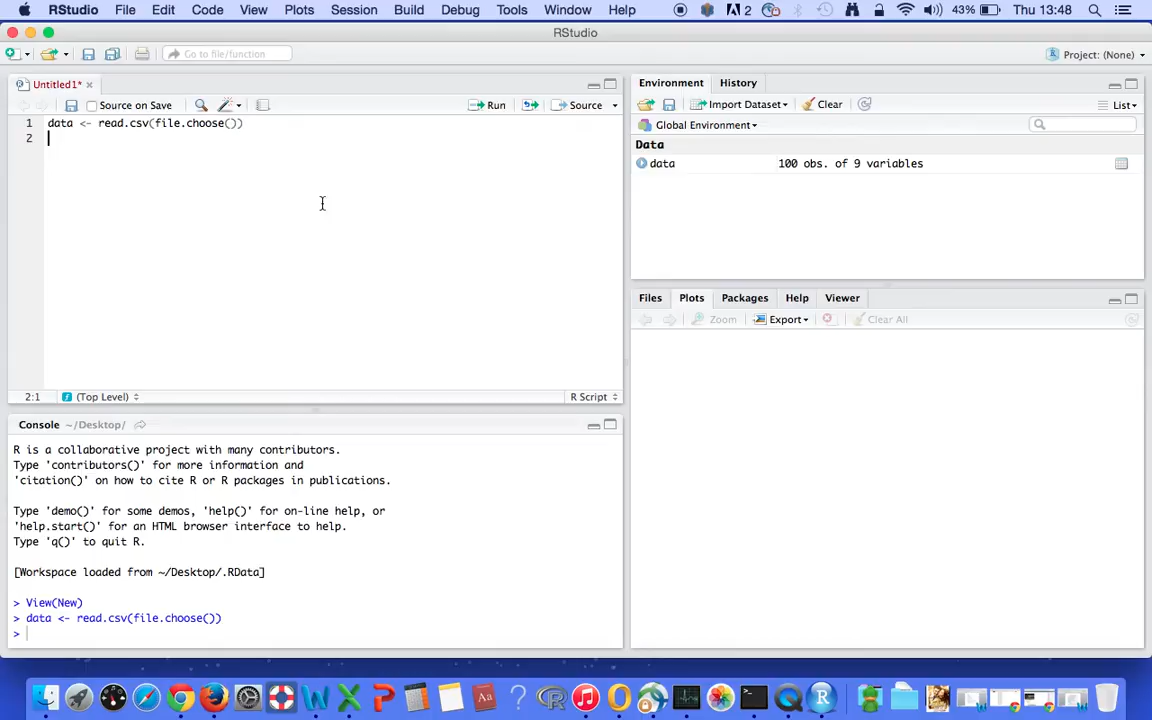 RStudio File Edit Code View Plots Session Build Debug Tools Window Help 2 43% Thu 13:48
RStudio
Go to file/function Project: (None)
Untitled1*
Source on Save Run Source
1 data <- read.csv(file.choose())
2
2:1 (Top Level) R Script
Console ~/Desktop/
R is a collaborative project with many contributors.
Type 'contributors()' for more information and
'citation()' on how to cite R or R packages in publications.
Type 'demo()' for some demos, 'help()' for on-line help, or
'help.start()' for an HTML browser interface to help.
Type 'q()' to quit R.
[Workspace loaded from ~/Desktop/.RData]
> View(New)
> data <- read.csv(file.choose())
>
Environment History
Import Dataset Clear List
Global Environment
Data
data 100 obs. of 9 variables
Files Plots Packages Help Viewer
Zoom Export Clear All